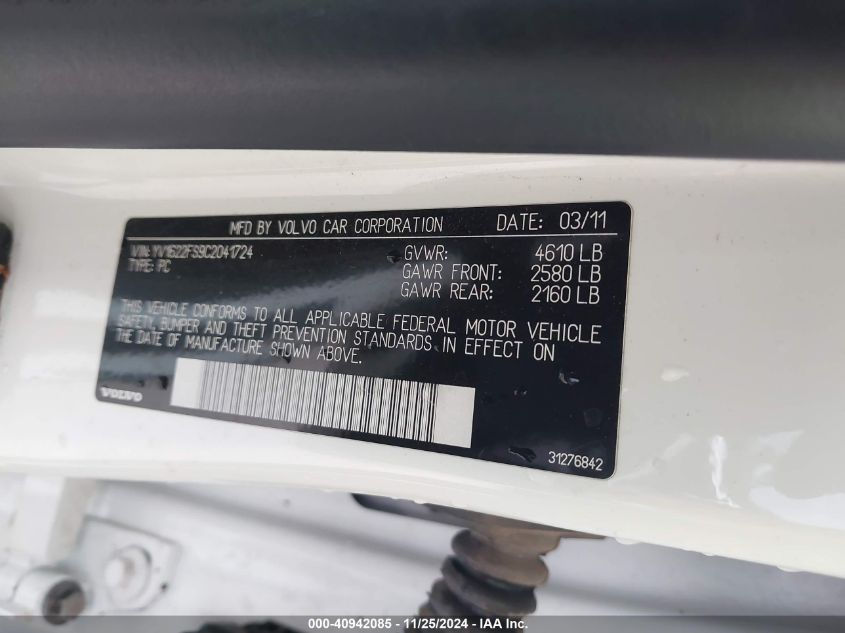 MFD BY VOLVO CAR CORPORATION DATE: 03/11
VIN: YV1622FS9C2041724 GVWR: 4610 LB
TYPE: PC GAWR FRONT: 2580 LB
GAWR REAR: 2160 LB
THIS VEHICLE CONFORMS TO ALL APPLICABLE FEDERAL MOTOR VEHICLE
SAFETY, BUMPER AND THEFT PREVENTION STANDARDS IN EFFECT ON
THE DATE OF MANUFACTURE SHOWN ABOVE.
VOLVO
31276842
000-40942085 - 11/25/2024 - IAA Inc.